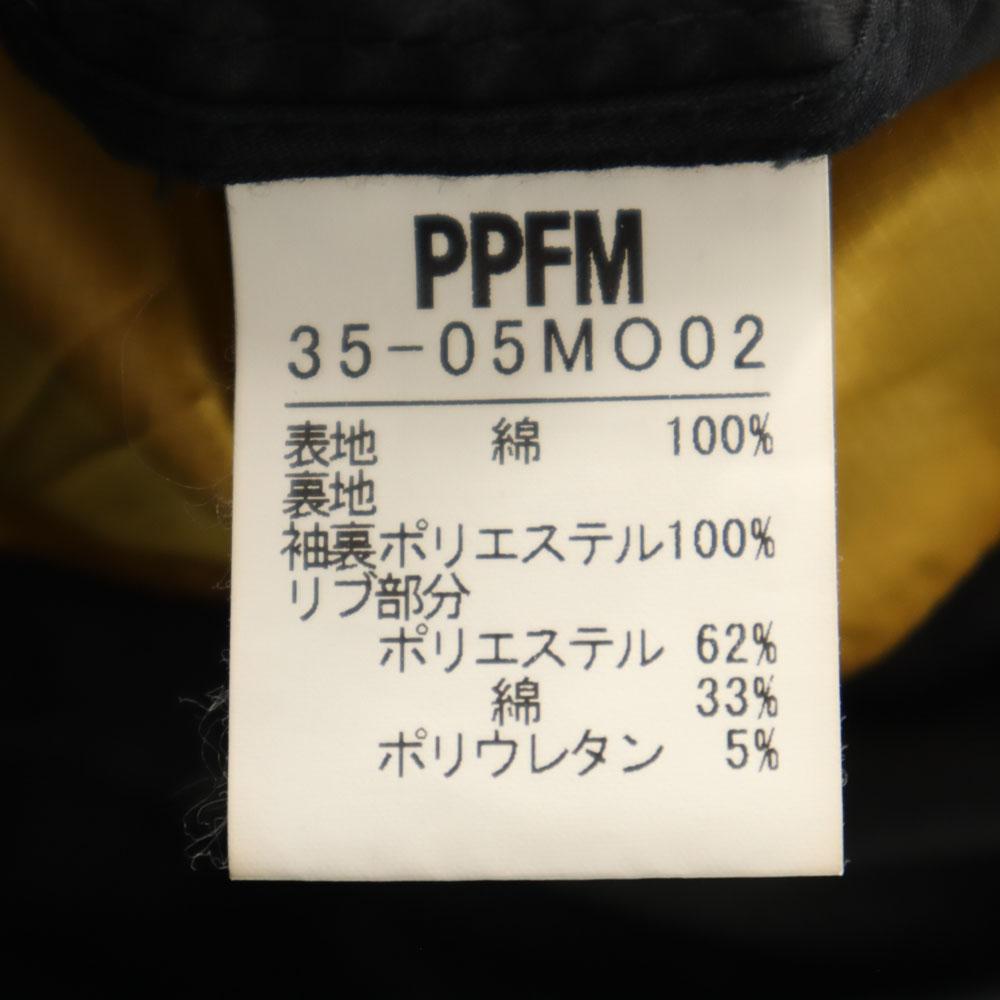 PPFM
35-05MO02
表地 綿 100%
裏地
袖裏ポリエステル100%
リブ部分
ポリエステル 62%
綿 33%
ポリウレタン 5%